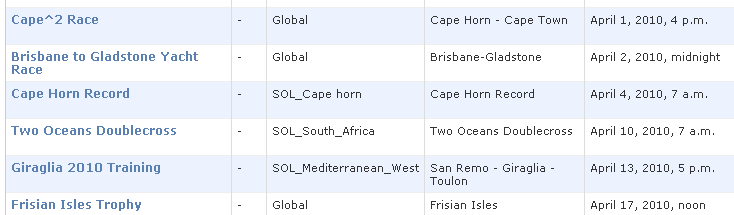 Cape^2 Race - Global Cape Horn - Cape Town April 1, 2010, 4 p.m.
Brisbane to Gladstone Yacht - Global Brisbane-Gladstone April 2, 2010, midnight
Race
Cape Horn Record - SOL_Cape horn Cape Horn Record April 4, 2010, 7 a.m.
Two Oceans Doublecross - SOL_South_Africa Two Oceans Doublecross April 10, 2010, 7 a.m.
Giraglia 2010 Training - SOL_Mediterranean_West San Remo - Giraglia - April 13, 2010, 5 p.m.
Toulon
Frisian Isles Trophy - Global Frisian Isles April 17, 2010, noon